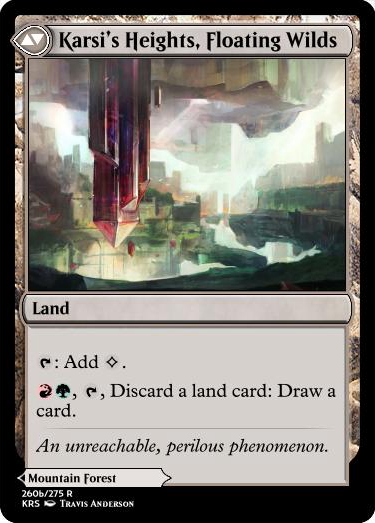 Karsi's Heights, Floating Wilds
Land
: Add .
, , Discard a land card: Draw a
card.
An unreachable, perilous phenomenon.
Mountain Forest
260b/275 R
KRS Travis Anderson